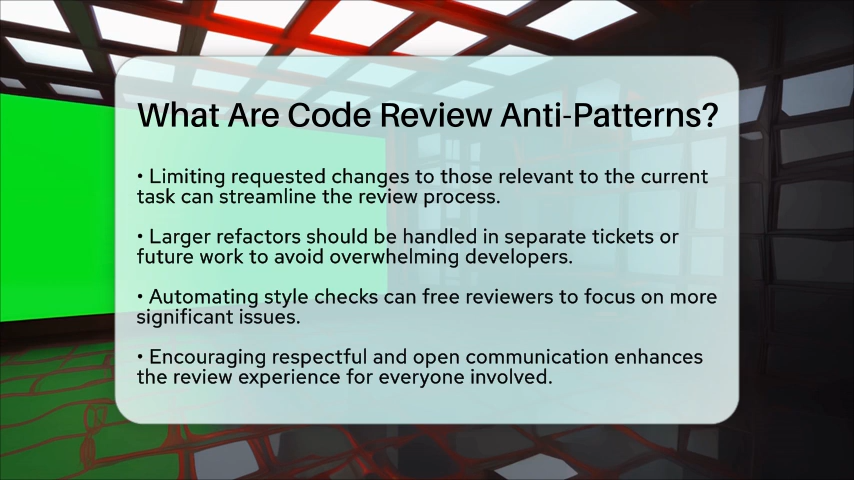 What Are Code Review Anti-Patterns?
• Limiting requested changes to those relevant to the current
task can streamline the review process.
• Larger refactors should be handled in separate tickets or
future work to avoid overwhelming developers.
• Automating style checks can free reviewers to focus on more
significant issues.
• Encouraging respectful and open communication enhances
the review experience for everyone involved.